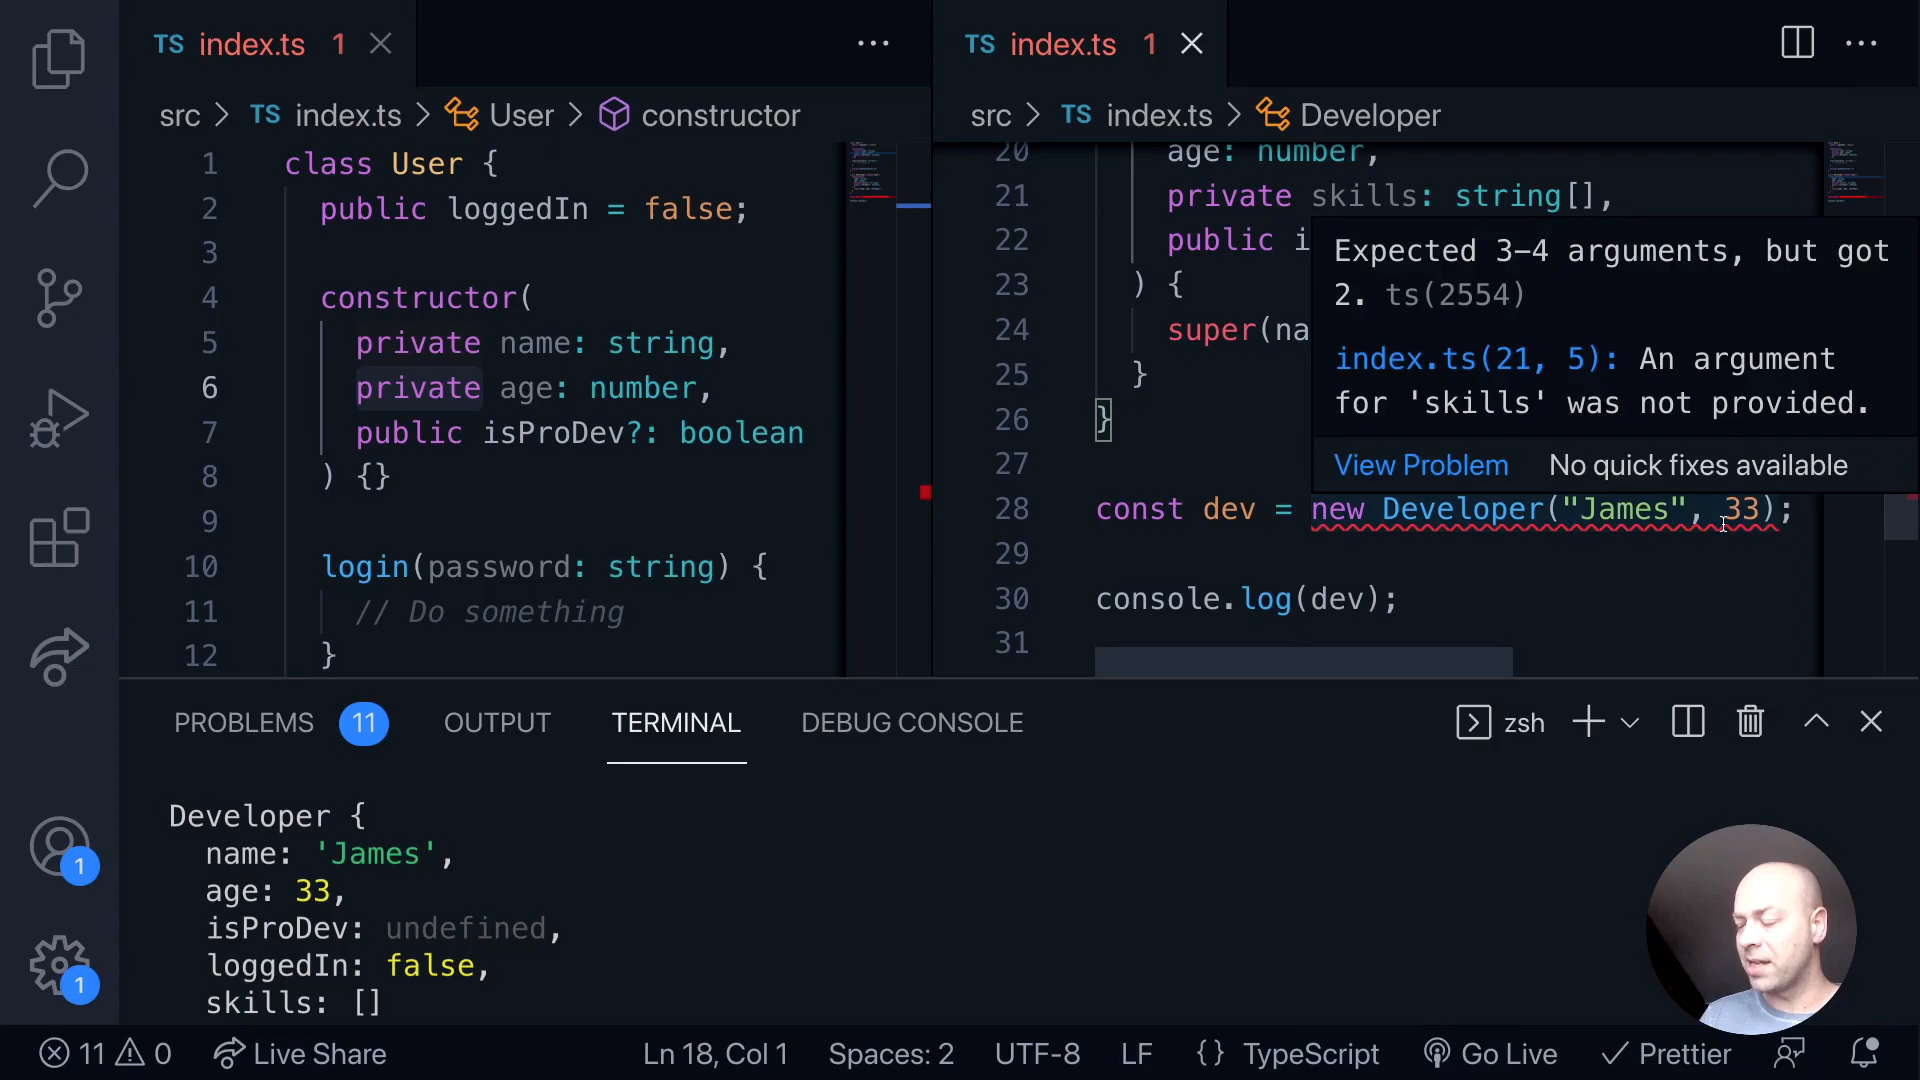 TS index.ts 1
src > TS index.ts > User > constructor
1 class User {
2 public loggedIn = false;
3
4 constructor(
5 private name: string,
6 private age: number,
7 public isProDev?: boolean
8 ) {}
9
10 login(password: string) {
11 // Do something
12 }
TS index.ts 1
src > TS index.ts > Developer
20 age: number,
21 private skills: string[],
22 public i
23 ) {
24 super(na
25 }
26 }
27
28 const dev = new Developer("James", 33);
29
30 console.log(dev);
31
Expected 3-4 arguments, but got
2. ts(2554)
index.ts(21, 5): An argument
for 'skills' was not provided.
View Problem No quick fixes available
PROBLEMS 11 OUTPUT TERMINAL DEBUG CONSOLE zsh
Developer {
name: 'James',
age: 33,
isProDev: undefined,
loggedIn: false,
skills: []
1
1
11 0 Live Share Ln 18, Col 1 Spaces: 2 UTF-8 LF {} TypeScript Go Live Prettier